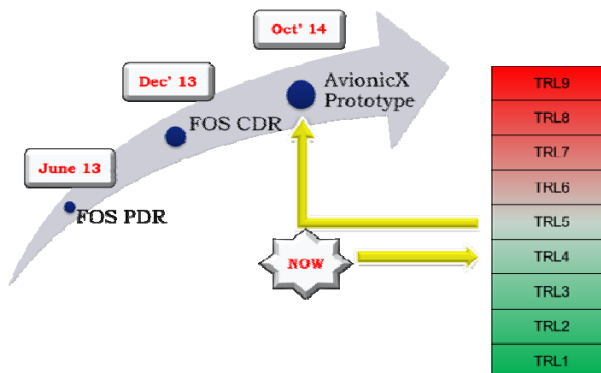 Oct' 14
Dec' 13
AvionicX
Prototype
FOS CDR
June 13
FOS PDR
NOW
TRL9
TRL8
TRL7
TRL6
TRL5
TRL4
TRL3
TRL2
TRL1